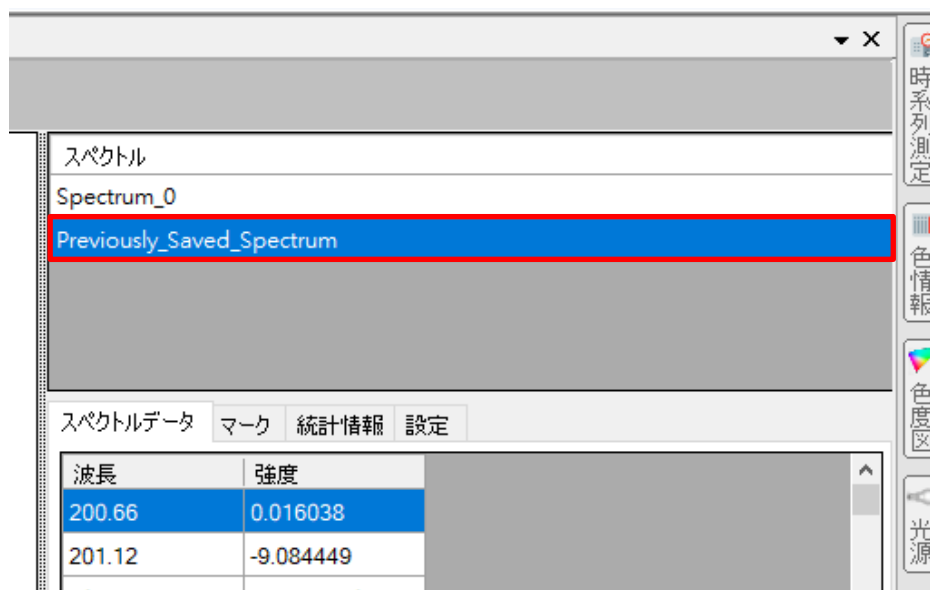 スペクトル
Spectrum_0
Previously_Saved_Spectrum
スペクトルデータ マーク 統計情報 設定
波長 強度
200.66 0.016038
201.12 -9.084449
時系列測定
色情報
色度図
光源